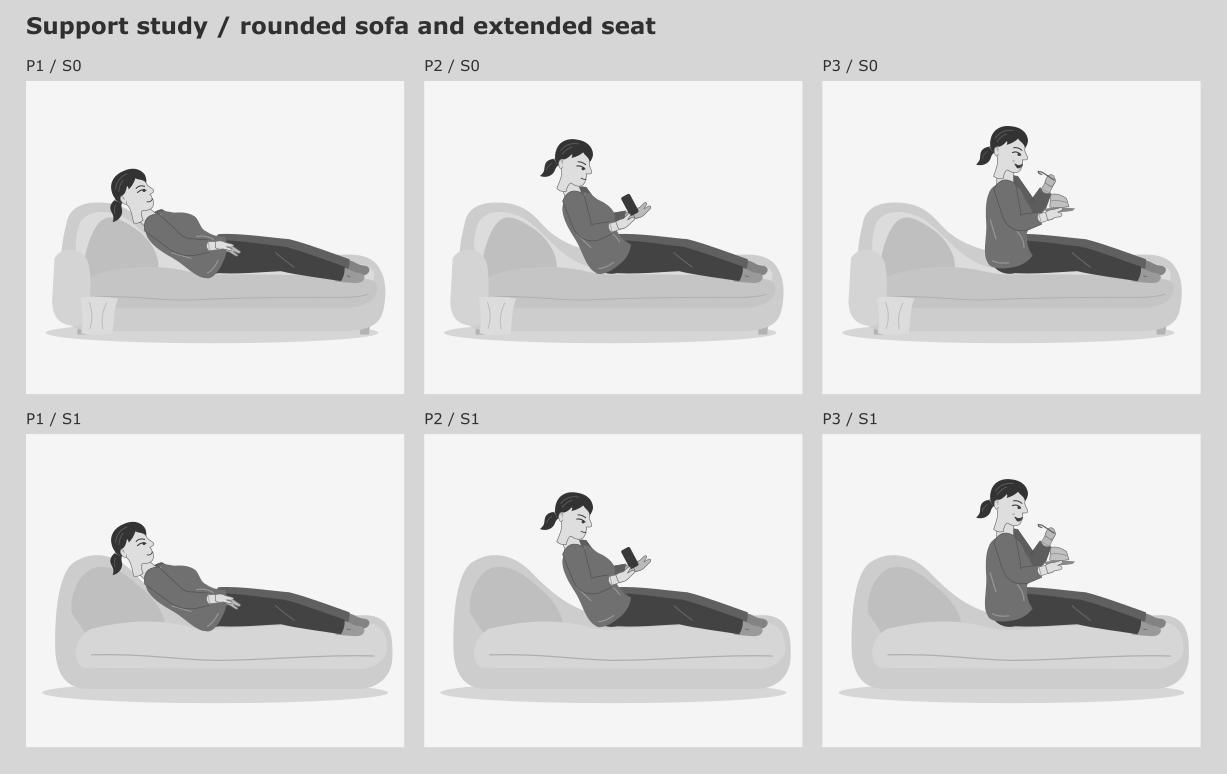 Support study / rounded sofa and extended seat
P1 / S0
P2 / S0
P3 / S0
P1 / S1
P2 / S1
P3 / S1